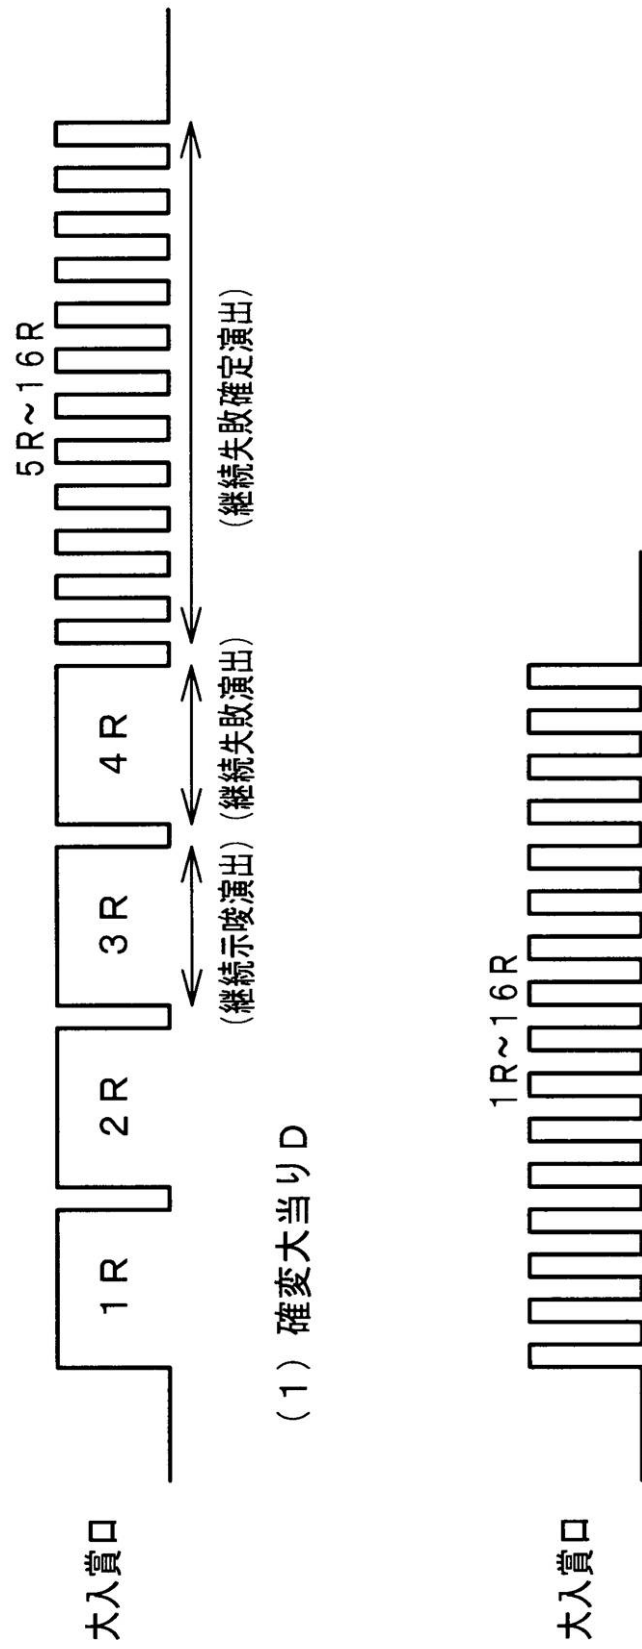 大入賞口
1R
2R
3R
4R
5R~16R
(継続示唆演出)
(継続失敗演出)
(継続失敗確定演出)
(1) 確変大当りD
大入賞口
1R~16R